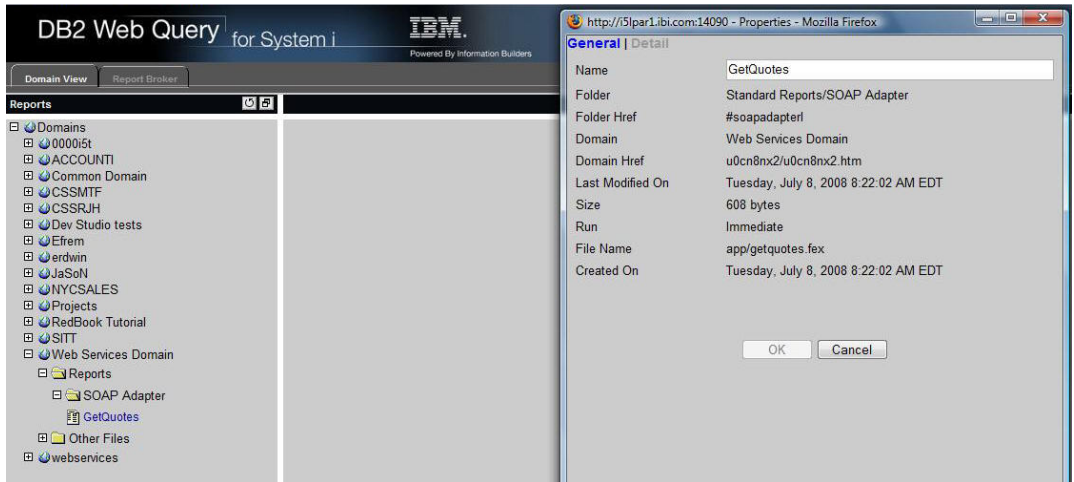 DB2 Web Query for System i
IBM.
Powered By Information Builders
Domain View
Report Broker
Reports
Domains
0000i5t
ACCOUNTI
Common Domain
CSSMTF
CSSRJH
Dev Studio tests
Efrem
erdwin
JaSoN
NYCSALES
Projects
RedBook Tutorial
SITT
Web Services Domain
Reports
SOAP Adapter
GetQuotes
Other Files
webservices
http://i5lpar1.ibi.com:14090 - Properties - Mozilla Firefox
General | Detail
Name GetQuotes
Folder Standard Reports/SOAP Adapter
Folder Href #soapadapterl
Domain Web Services Domain
Domain Href u0cn8nx2/u0cn8nx2.htm
Last Modified On Tuesday, July 8, 2008 8:22:02 AM EDT
Size 608 bytes
Run Immediate
File Name app/getquotes.fex
Created On Tuesday, July 8, 2008 8:22:02 AM EDT
OK Cancel